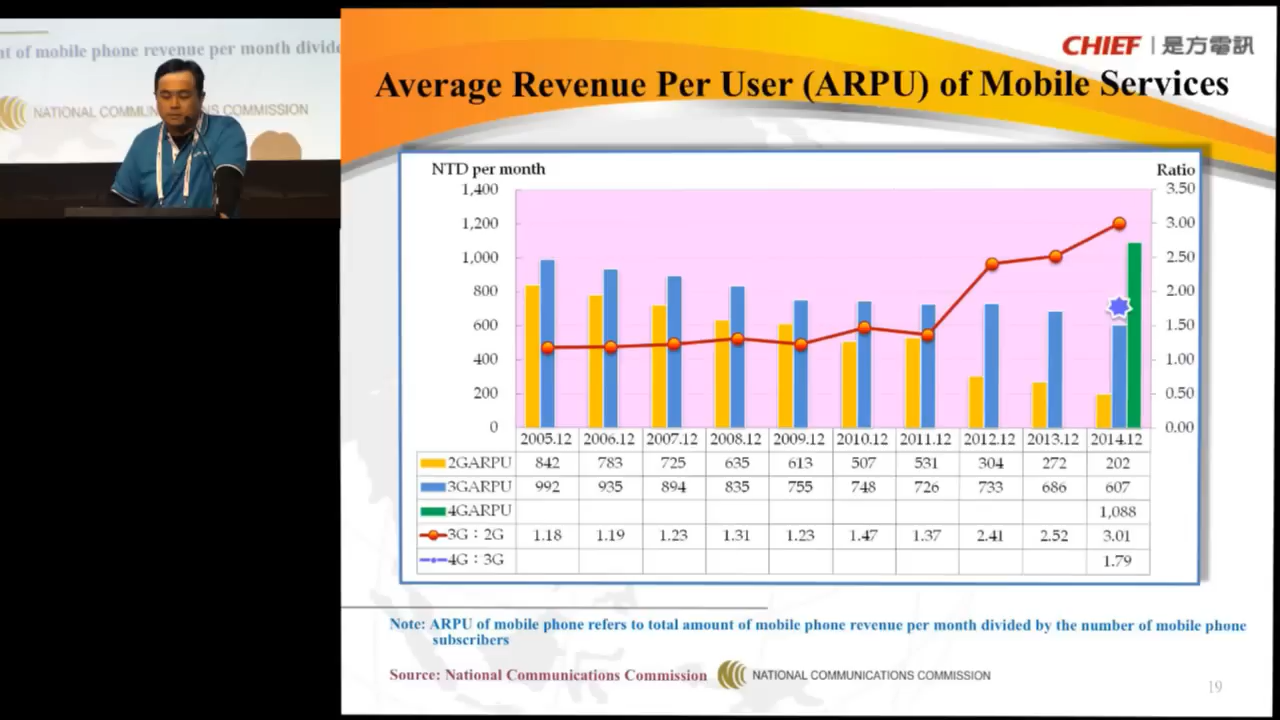 nt of mobile phone revenue per month divide
NATIONAL COMMUN S COMMISSION
CHIEF | 是方電訊
Average Revenue Per User (ARPU) of Mobile Services
NTD per month Ratio
1,400 3.50
1,200 3.00
1,000 2.50
800 2.00
600 1.50
400 1.00
200 0.50
0 0.00
2005.12 2006.12 2007.12 2008.12 2009.12 2010.12 2011.12 2012.12 2013.12 2014.12
2GARPU 842 783 725 635 613 507 531 304 272 202
3GARPU 992 935 894 835 755 748 726 733 686 607
4GARPU 1,088
3G：2G 1.18 1.19 1.23 1.31 1.23 1.47 1.37 2.41 2.52 3.01
4G：3G 1.79
Note: ARPU of mobile phone refers to total amount of mobile phone revenue per month divided by the number of mobile phone
subscribers
Source: National Communications Commission NATIONAL COMMUNICATIONS COMMISSION
19